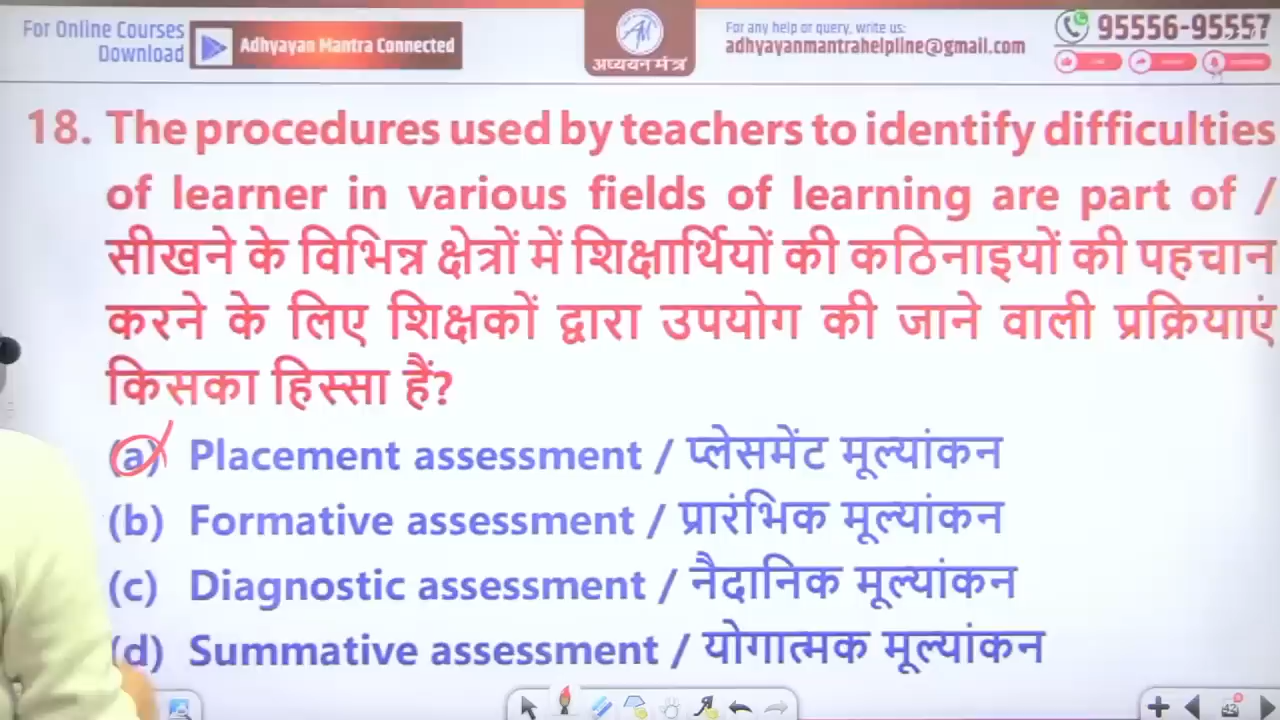 For Online Courses
Download
Adhyayan Mantra Connected
अध्ययन मंत्र
For any help or query, write us:
adhyayanmantrahelpline@gmail.com
95556-95557
18. The procedures used by teachers to identify difficulties
of learner in various fields of learning are part of /
सीखने के विभिन्न क्षेत्रों में शिक्षार्थियों की कठिनाइयों की पहचान
करने के लिए शिक्षकों द्वारा उपयोग की जाने वाली प्रक्रियाएं
किसका हिस्सा हैं?
(a) Placement assessment / प्लेसमेंट मूल्यांकन
(b) Formative assessment / प्रारंभिक मूल्यांकन
(c) Diagnostic assessment / नैदानिक मूल्यांकन
(d) Summative assessment / योगात्मक मूल्यांकन